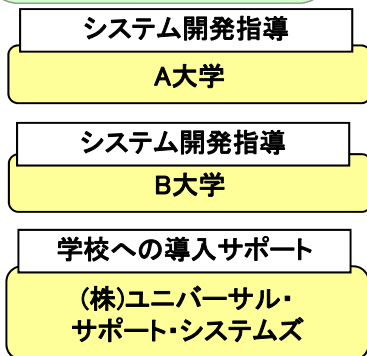 システム開発指導
A大学
システム開発指導
B大学
学校への導入サポート
(株)ユニバーサル・
サポート・システムズ